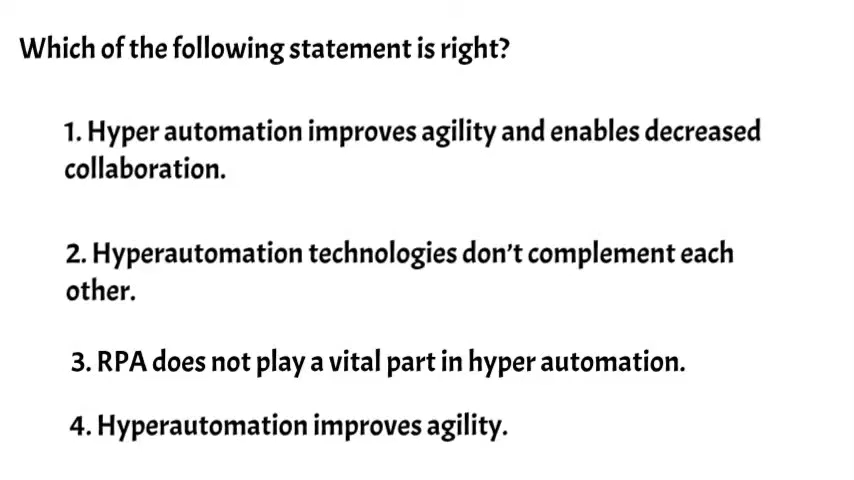 Which of the following statement is right?
1. Hyper automation improves agility and enables decreased
collaboration.
2. Hyperautomation technologies don't complement each
other.
3. RPA does not play a vital part in hyper automation.
4. Hyperautomation improves agility.